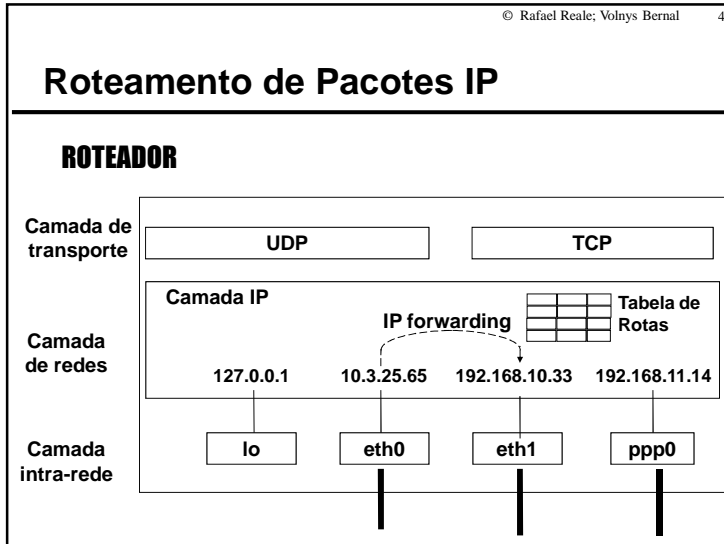 © Rafael Reale; Volnys Bernal 4
Roteamento de Pacotes IP
ROTEADOR
Camada de
transporte
UDP
TCP
Camada IP
Tabela de
Rotas
IP forwarding
Camada
de redes
127.0.0.1
10.3.25.65
192.168.10.33
192.168.11.14
Camada
intra-rede
lo
eth0
eth1
ppp0